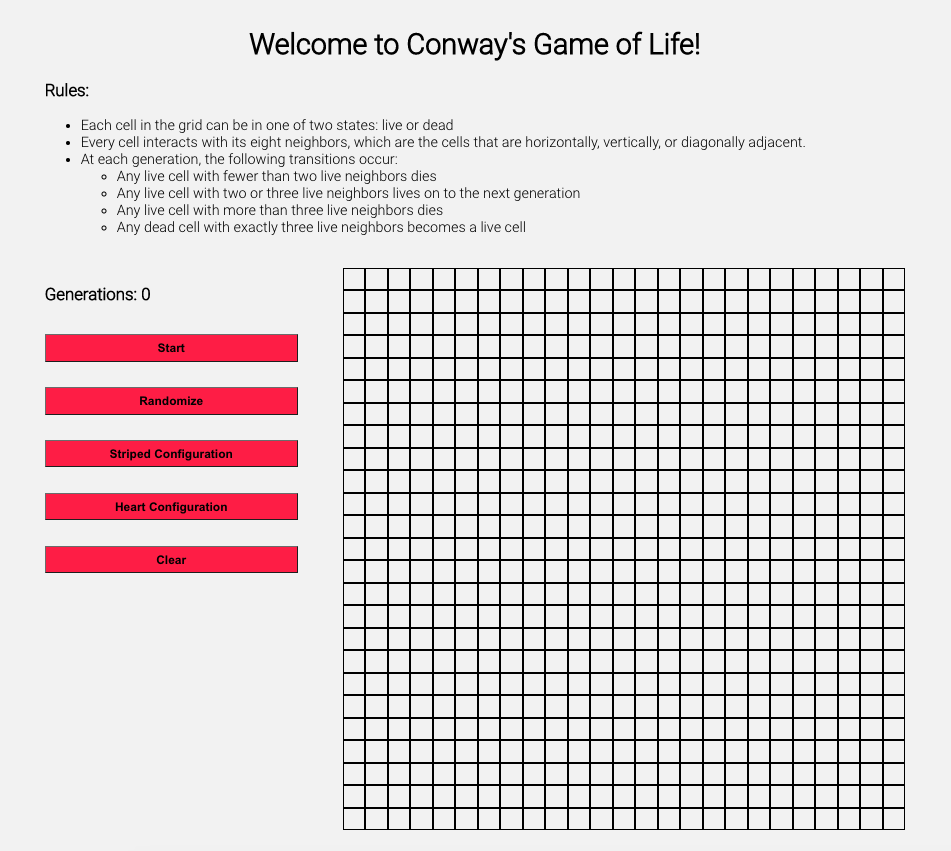 Welcome to Conway's Game of Life!
Rules:
Each cell in the grid can be in one of two states: live or dead
Every cell interacts with its eight neighbors, which are the cells that are horizontally, vertically, or diagonally adjacent.
At each generation, the following transitions occur:
Any live cell with fewer than two live neighbors dies
Any live cell with two or three live neighbors lives on to the next generation
Any live cell with more than three live neighbors dies
Any dead cell with exactly three live neighbors becomes a live cell
Generations: 0
Start
Randomize
Striped Configuration
Heart Configuration
Clear